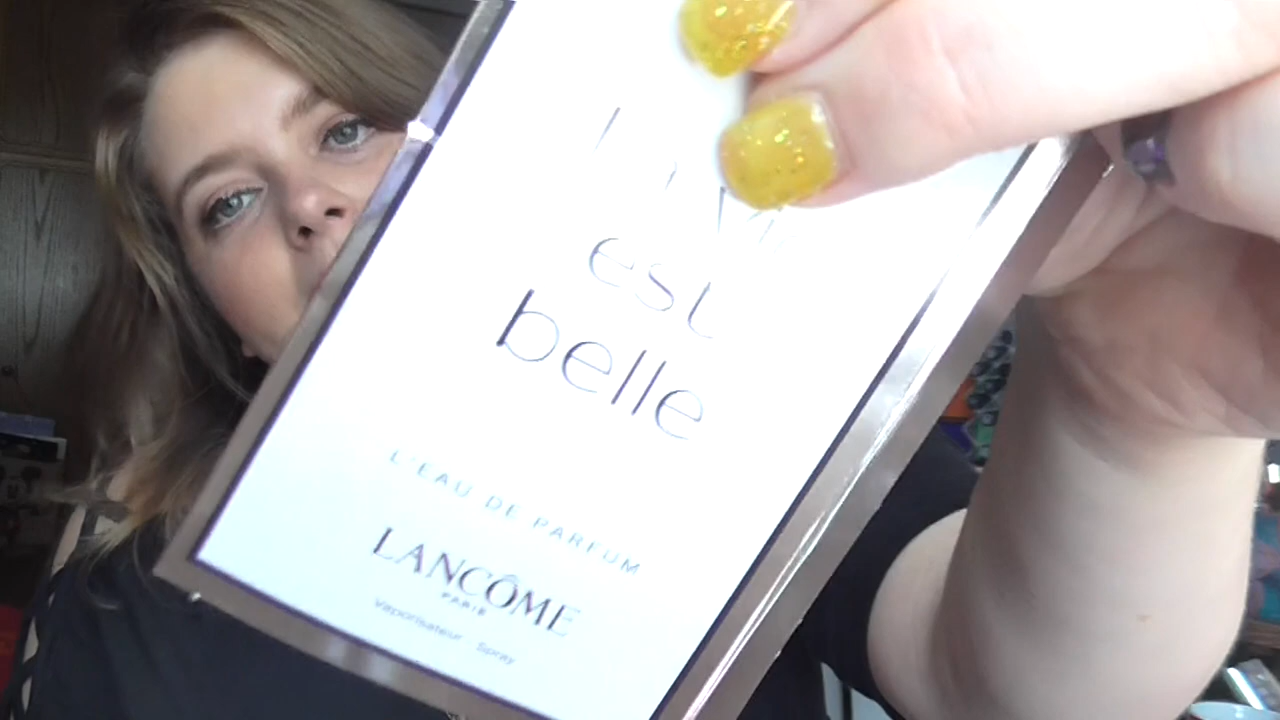 est
belle
L'EAU DE PARFUM
LANCÔME
PARIS
Vaporisateur Spray